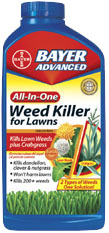 BAYER
BAYER
ADVANCED
All-In-One
Weed Killer
for Lawns
Kills Lawn Weeds
plus Crabgrass
• Kills dandelion,
clover & nutgrass
• Won't harm lawns
• Kills 200+ weeds
2 Types of Weeds
One Solution!